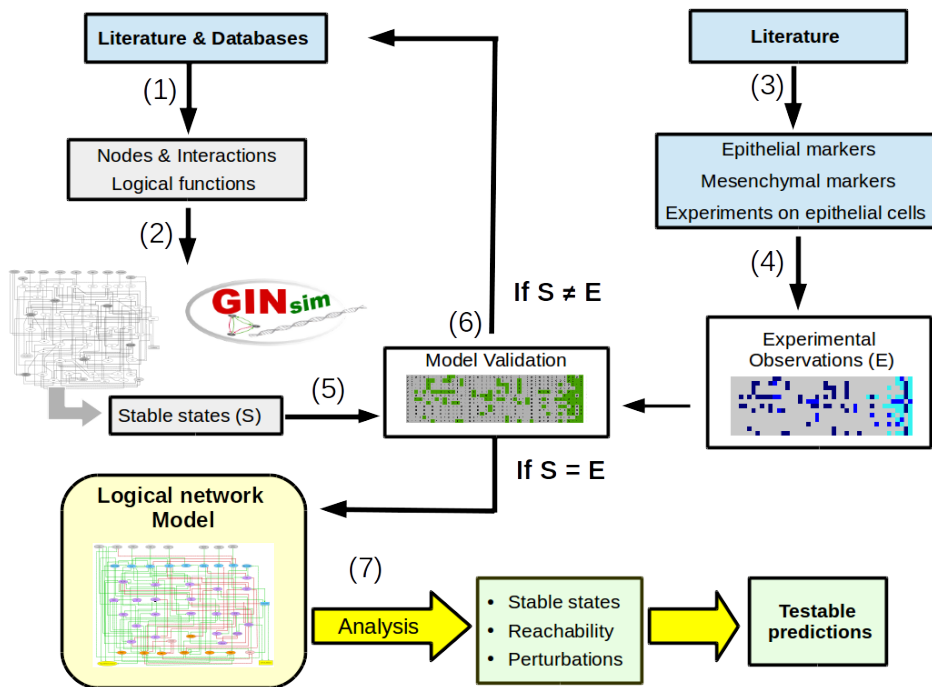 Literature & Databases
(1)
Nodes & Interactions
Logical functions
(2)
GINsim
Stable states (S)
(5)
(6)
Model Validation
If S ≠ E
If S = E
Literature
(3)
Epithelial markers
Mesenchymal markers
Experiments on epithelial cells
(4)
Experimental
Observations (E)
Logical network
Model
(7)
Analysis
• Stable states
• Reachability
• Perturbations
Testable
predictions